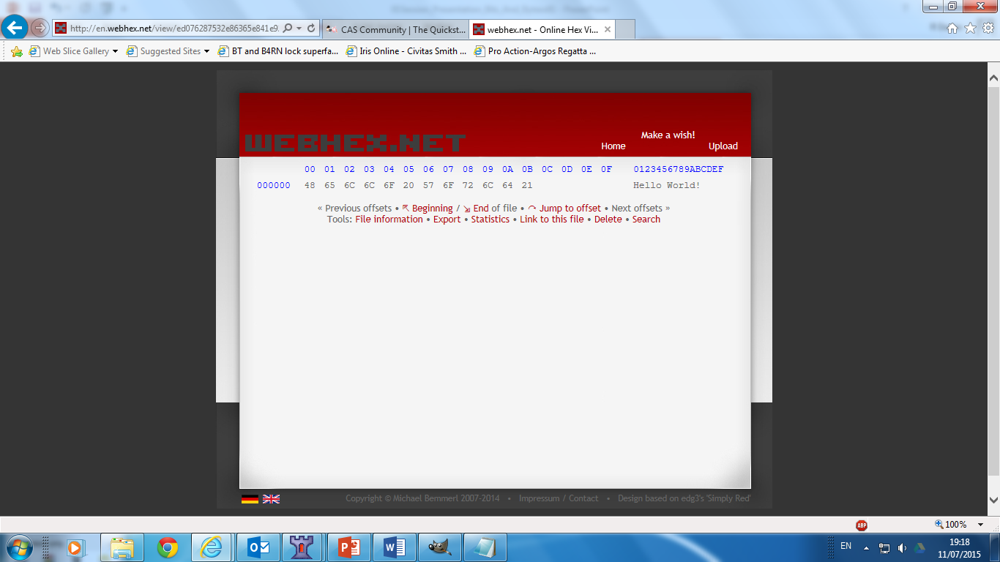 http://en.webhex.net/view/ed076287532e86365e841e9
CAS Community | The Quickst...
webhex.net - Online Hex Vi...
Web Slice Gallery
Suggested Sites
BT and B4RN lock superfa...
Iris Online - Civitas Smith ...
Pro Action-Argos Regatta ...
WEBHEX.NET
Make a wish!
Home
Upload
00 01 02 03 04 05 06 07 08 09 0A 0B 0C 0D 0E 0F 0123456789ABCDEF
000000 48 65 6C 6C 6F 20 57 6F 72 6C 64 21 Hello World!
« Previous offsets • ⇱ Beginning / ⇲ End of file • ↷ Jump to offset • Next offsets »
Tools: File information • Export • Statistics • Link to this file • Delete • Search
Copyright © Michael Bemmerl 2007-2014 • Impressum / Contact • Design based on edg3's 'Simply Red'
ABP
100%
EN
19:18
11/07/2015